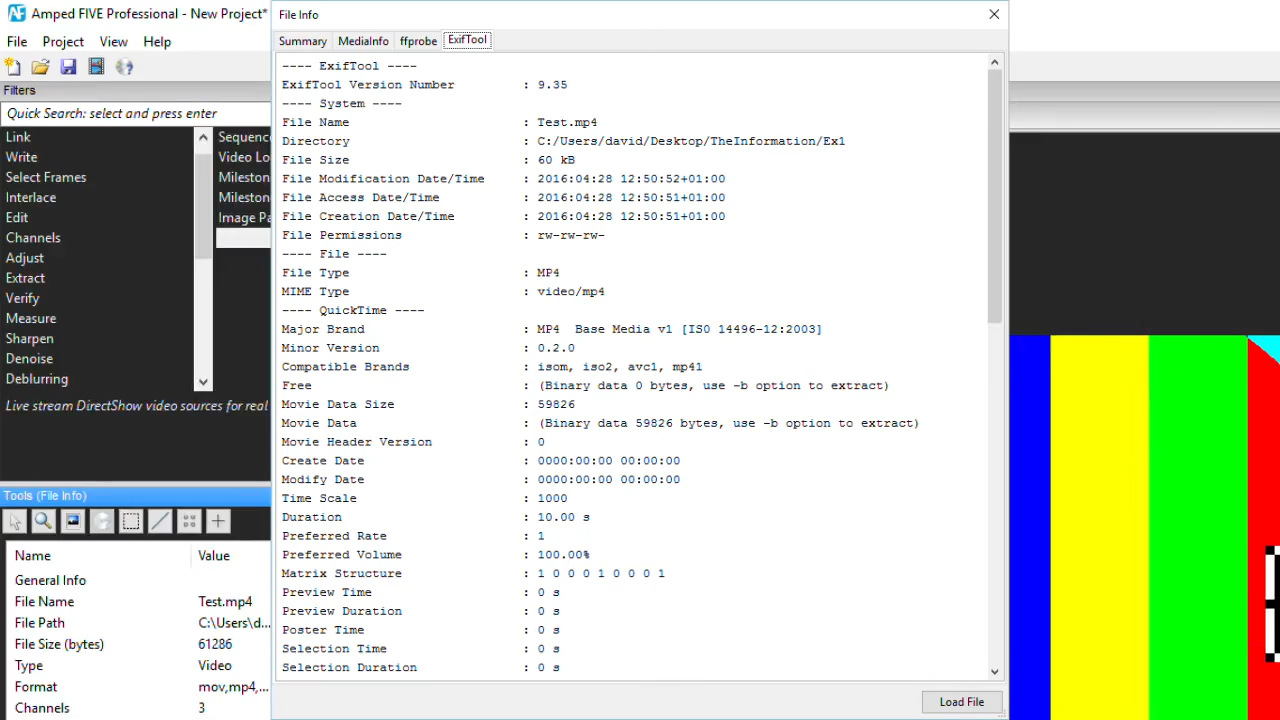 Amped FIVE Professional - New Project*
File Project View Help
Filters
Quick Search: select and press enter
Link
Write
Select Frames
Interlace
Edit
Channels
Adjust
Extract
Verify
Measure
Sharpen
Denoise
Deblurring
Sequenc
Video Lo
Mileston
Mileston
Image Pa
Live stream DirectShow video sources for real
Tools (File Info)
Name Value
General Info
File Name Test.mp4
File Path C:\Users\d...
File Size (bytes) 61286
Type Video
Format mov,mp4,...
Channels 3
File Info
Summary MediaInfo ffprobe ExifTool
---- ExifTool ----
ExifTool Version Number : 9.35
---- System ----
File Name : Test.mp4
Directory : C:/Users/david/Desktop/TheInformation/Ex1
File Size : 60 kB
File Modification Date/Time : 2016:04:28 12:50:52+01:00
File Access Date/Time : 2016:04:28 12:50:51+01:00
File Creation Date/Time : 2016:04:28 12:50:51+01:00
File Permissions : rw-rw-rw-
---- File ----
File Type : MP4
MIME Type : video/mp4
---- QuickTime ----
Major Brand : MP4  Base Media v1 [IS0 14496-12:2003]
Minor Version : 0.2.0
Compatible Brands : isom, iso2, avc1, mp41
Free : (Binary data 0 bytes, use -b option to extract)
Movie Data Size : 59826
Movie Data : (Binary data 59826 bytes, use -b option to extract)
Movie Header Version : 0
Create Date : 0000:00:00 00:00:00
Modify Date : 0000:00:00 00:00:00
Time Scale : 1000
Duration : 10.00 s
Preferred Rate : 1
Preferred Volume : 100.00%
Matrix Structure : 1 0 0 0 1 0 0 0 1
Preview Time : 0 s
Preview Duration : 0 s
Poster Time : 0 s
Selection Time : 0 s
Selection Duration : 0 s
Load File